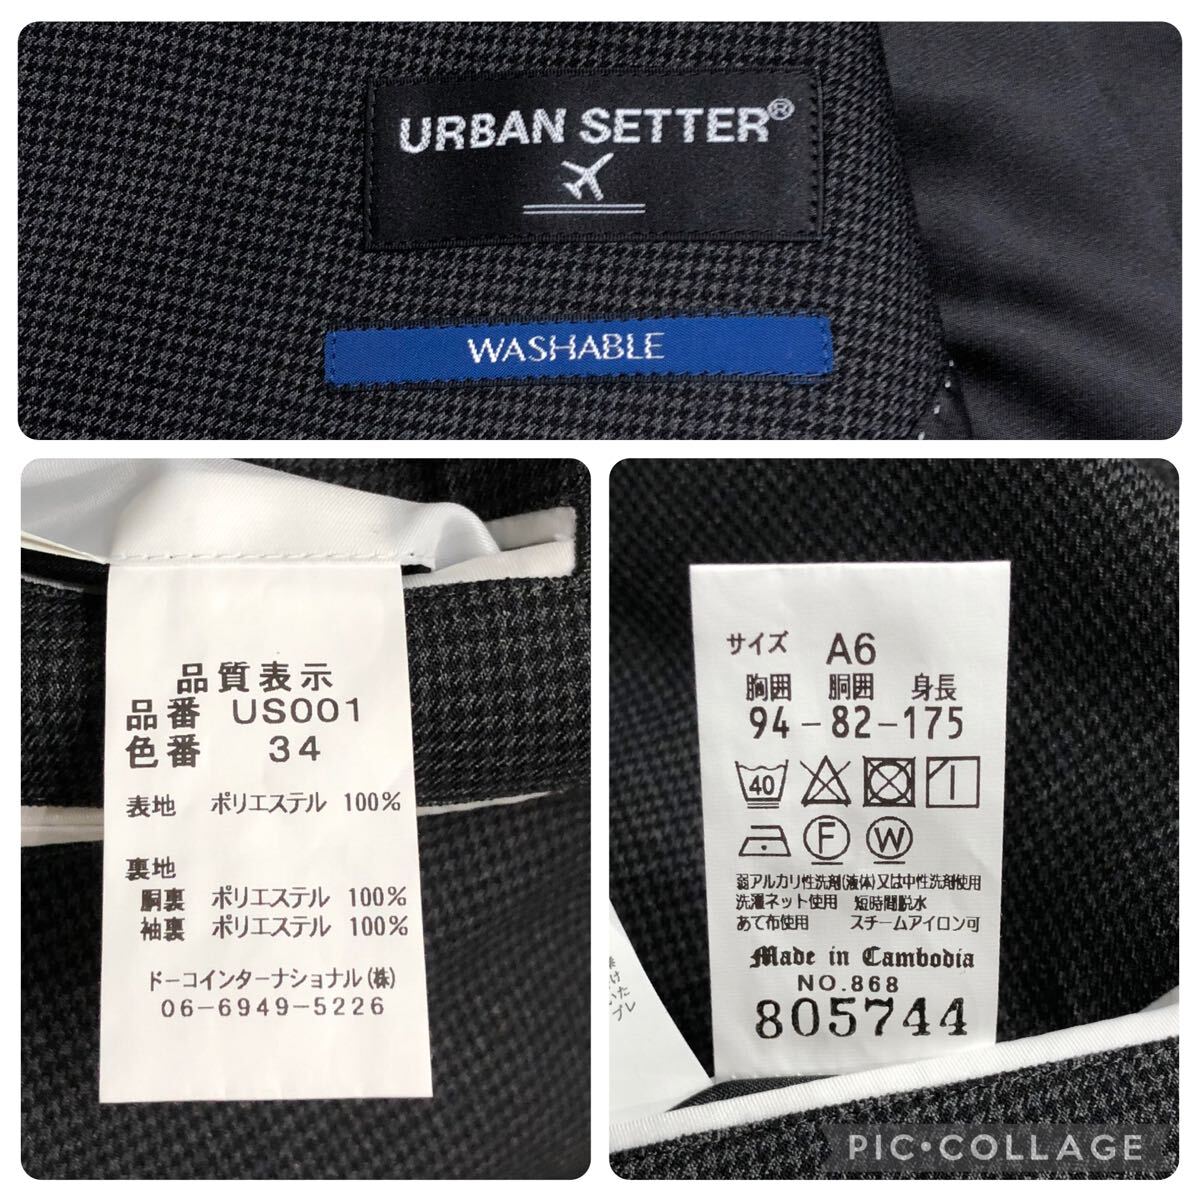 URBAN SETTER®
WASHABLE
品質表示
品番 US001
色番 34
表地 ポリエステル 100%
裏地
胴裏 ポリエステル 100%
袖裏 ポリエステル 100%
ドーコインターナショナル(株)
06-6949-5226
サイズ A6
胸囲 胴囲 身長
94-82-175
40
F W
弱アルカリ性洗剤(液体)又は中性洗剤使用
洗濯ネット使用 短時間脱水
あて布使用 スチームアイロン可
Made in Cambodia
NO.868
805744
け
いた
プレ
PIC•COLLAGE